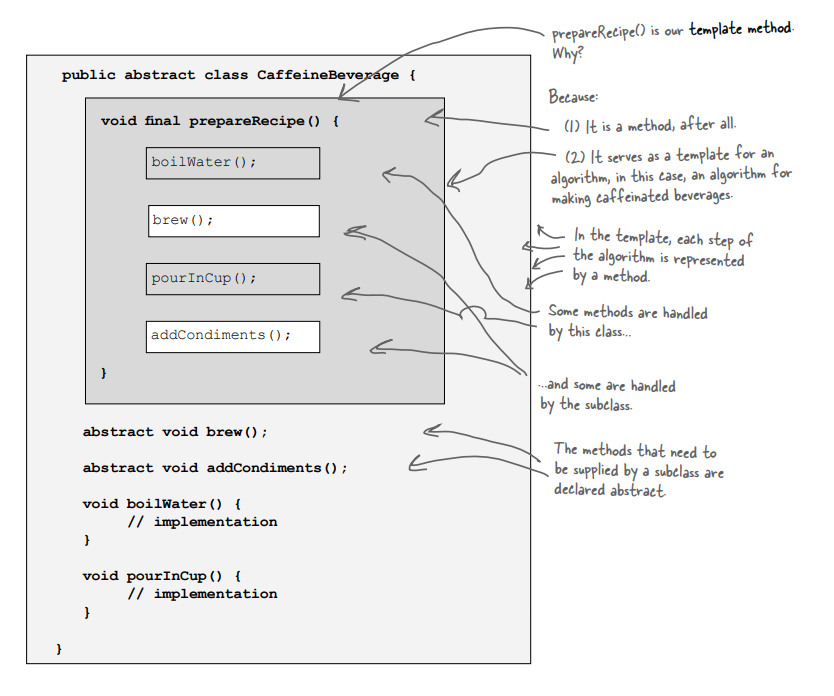 prepareRecipe() is our template method.
Why?
public abstract class CaffeineBeverage {
Because:
void final prepareRecipe() {
(1) It is a method, after all.
boilWater();
(2) It serves as a template for an
algorithm, in this case, an algorithm for
making caffeinated beverages.
brew();
In the template, each step of
the algorithm is represented
by a method.
pourInCup();
Some methods are handled
by this class...
addCondiments();
}
...and some are handled
by the subclass.
abstract void brew();
The methods that need to
be supplied by a subclass are
declared abstract.
abstract void addCondiments();
void boilWater() {
// implementation
}
void pourInCup() {
// implementation
}
}